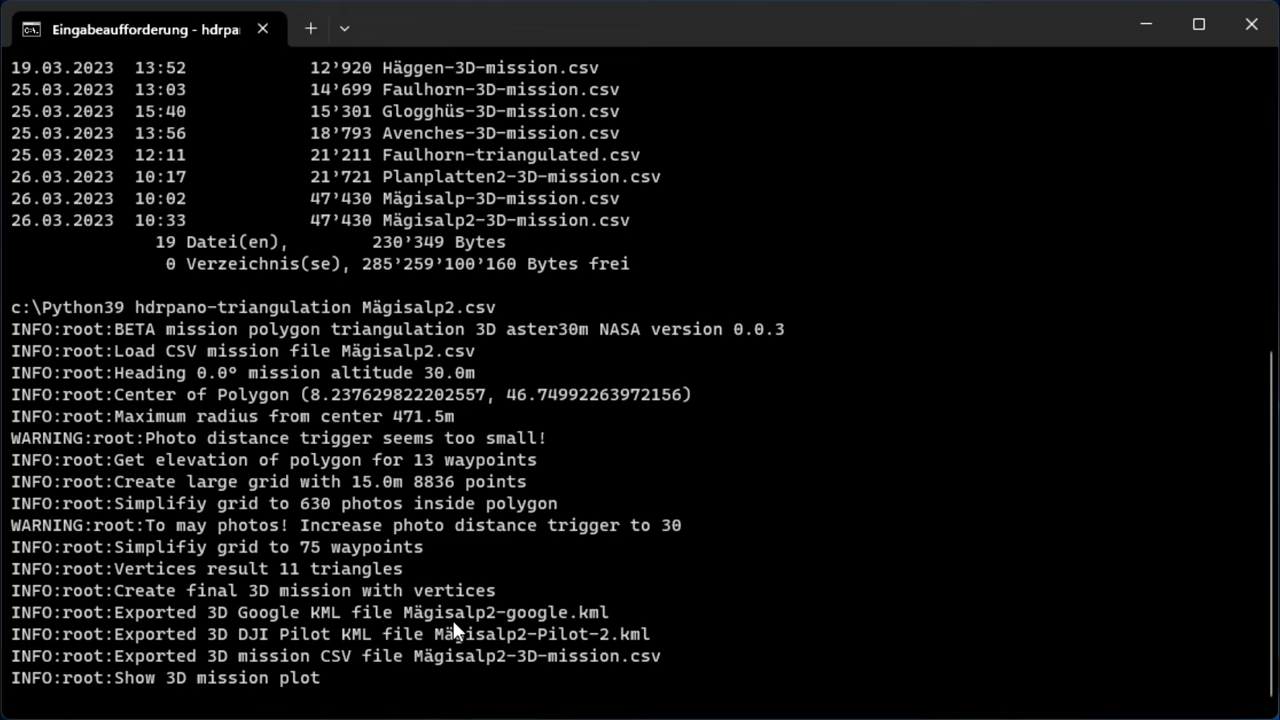 Eingabeaufforderung - hdrpa
19.03.2023  13:52            12’920 Häggen-3D-mission.csv
25.03.2023  13:03            14’699 Faulhorn-3D-mission.csv
25.03.2023  15:40            15’301 Glogghüs-3D-mission.csv
25.03.2023  13:56            18’793 Avenches-3D-mission.csv
25.03.2023  12:11            21’211 Faulhorn-triangulated.csv
26.03.2023  10:17            21’721 Planplatten2-3D-mission.csv
26.03.2023  10:02            47’430 Mägisalp-3D-mission.csv
26.03.2023  10:33            47’430 Mägisalp2-3D-mission.csv
19 Datei(en),        230’349 Bytes
0 Verzeichnis(se), 285’259’100’160 Bytes frei
c:\Python39 hdrpano-triangulation Mägisalp2.csv
INFO:root:BETA mission polygon triangulation 3D aster30m NASA version 0.0.3
INFO:root:Load CSV mission file Mägisalp2.csv
INFO:root:Heading 0.0° mission altitude 30.0m
INFO:root:Center of Polygon (8.237629822202557, 46.74992263972156)
INFO:root:Maximum radius from center 471.5m
WARNING:root:Photo distance trigger seems too small!
INFO:root:Get elevation of polygon for 13 waypoints
INFO:root:Create large grid with 15.0m 8836 points
INFO:root:Simplifiy grid to 630 photos inside polygon
WARNING:root:To may photos! Increase photo distance trigger to 30
INFO:root:Simplifiy grid to 75 waypoints
INFO:root:Vertices result 11 triangles
INFO:root:Create final 3D mission with vertices
INFO:root:Exported 3D Google KML file Mägisalp2-google.kml
INFO:root:Exported 3D DJI Pilot KML file Mägisalp2-Pilot-2.kml
INFO:root:Exported 3D mission CSV file Mägisalp2-3D-mission.csv
INFO:root:Show 3D mission plot